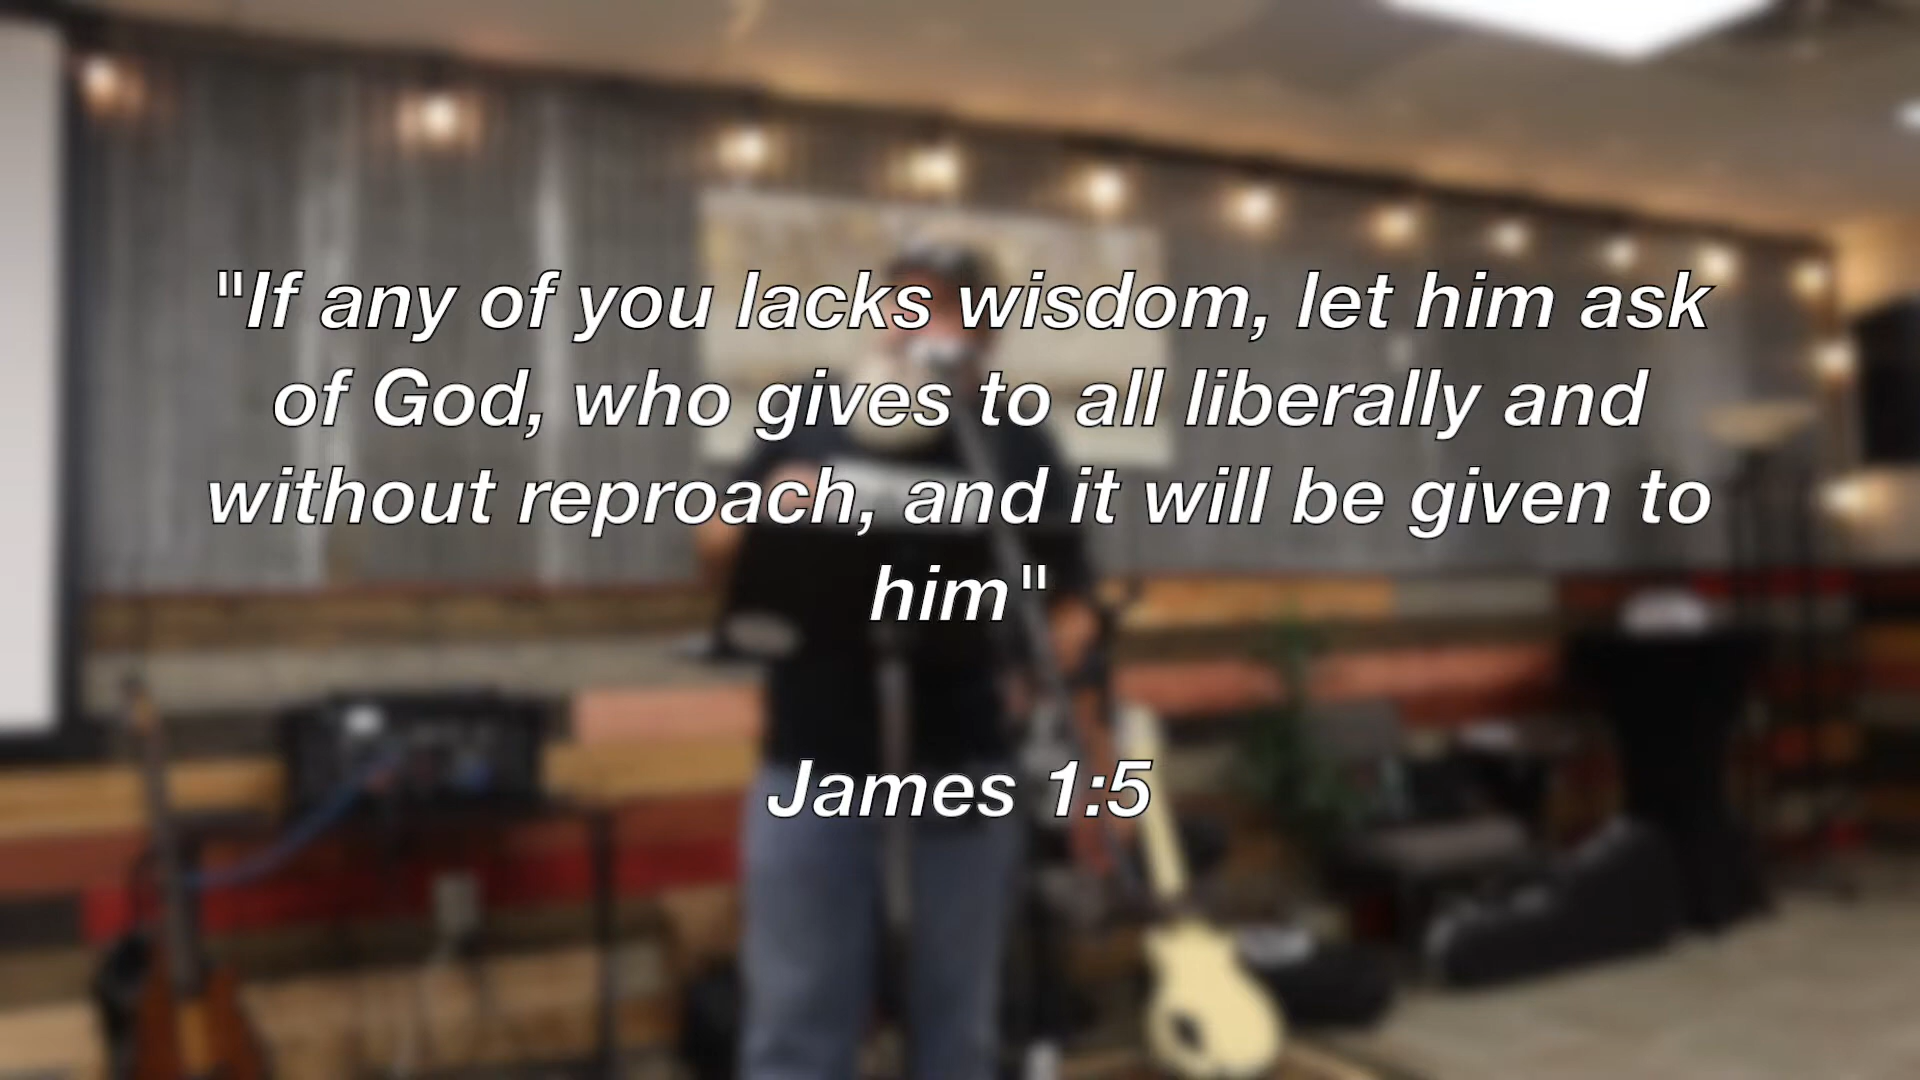 "If any of you lacks wisdom, let him ask
of God, who gives to all liberally and
without reproach, and it will be given to
him"
James 1:5